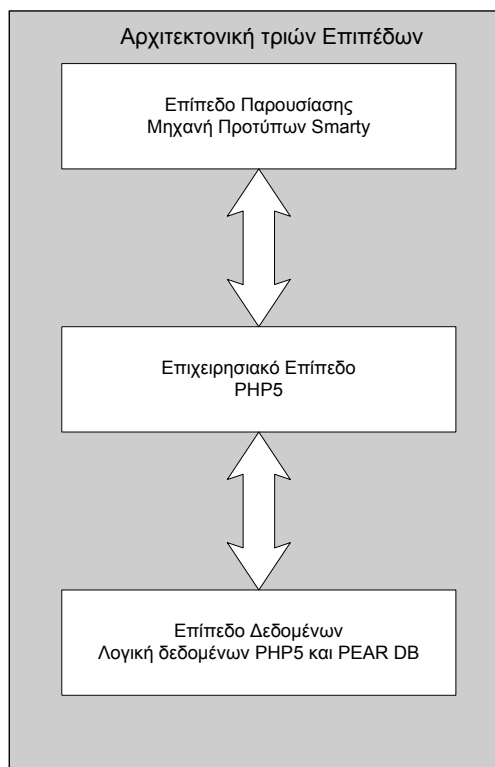 Αρχιτεκτονική τριών Επιπέδων
Επίπεδο Παρουσίασης
Μηχανή Προτύπων Smarty
Επιχειρησιακό Επίπεδο
PHP5
Επίπεδο Δεδομένων
Λογική δεδομένων PHP5 και PEAR DB